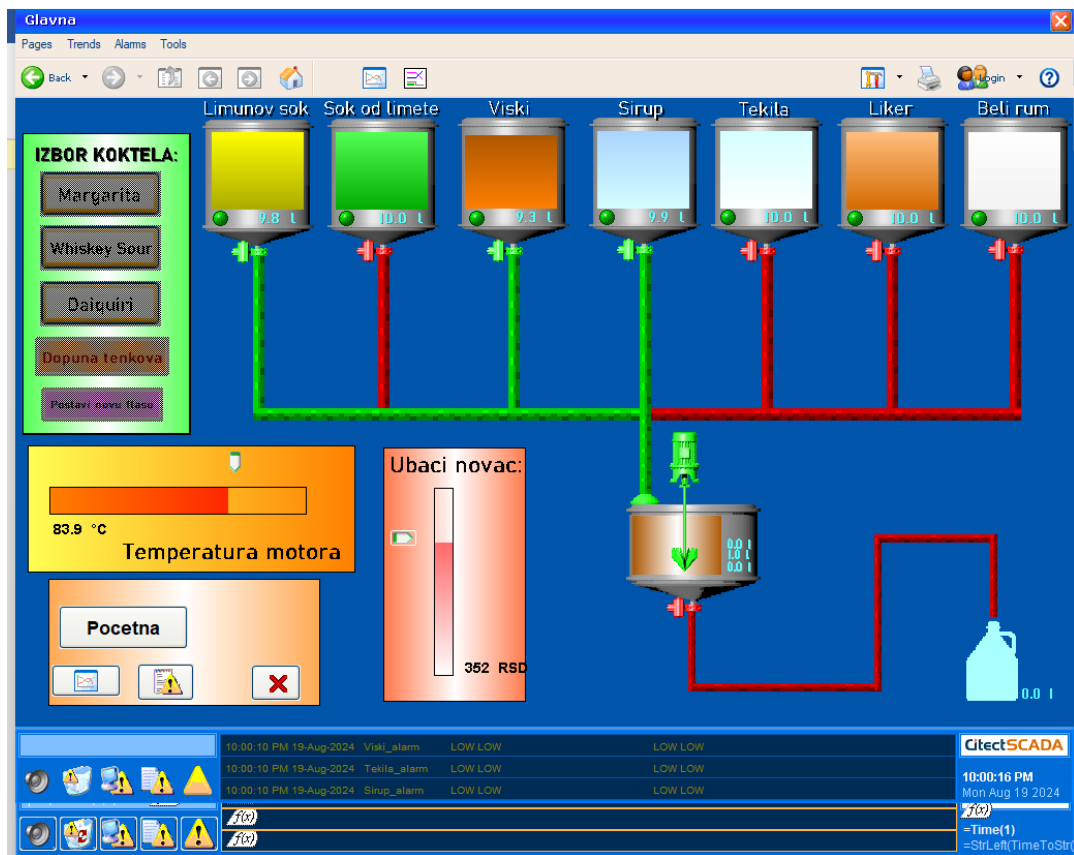 Glavna
Pages Trends Alarms Tools
Back Login
Limunov sok Sok od limete Viski Sirup Tekila Liker Beli rum
IZBOR KOKTELA:
Margarita
Whiskey Sour
Daiquiri
Dopuna tenkova
Postavi novu flasu
9.8 l 10.0 l 9.3 l 9.9 l 10.0 l 10.0 l 10.0 l
83.9 °C
Temperatura motora
Ubaci novac:
352 RSD
0.0 l
1.0 l
0.0 l
0.0 l
Pocetna
10:00:10 PM 19-Aug-2024 Viski_alarm LOW LOW LOW LOW
10:00:10 PM 19-Aug-2024 Tekila_alarm LOW LOW LOW LOW
10:00:10 PM 19-Aug-2024 Sirup_alarm LOW LOW LOW LOW
CitectSCADA
10:00:16 PM
Mon Aug 19 2024
f(x)
f(x)
f(x)
=Time(1)
=StrLeft(TimeToStr(